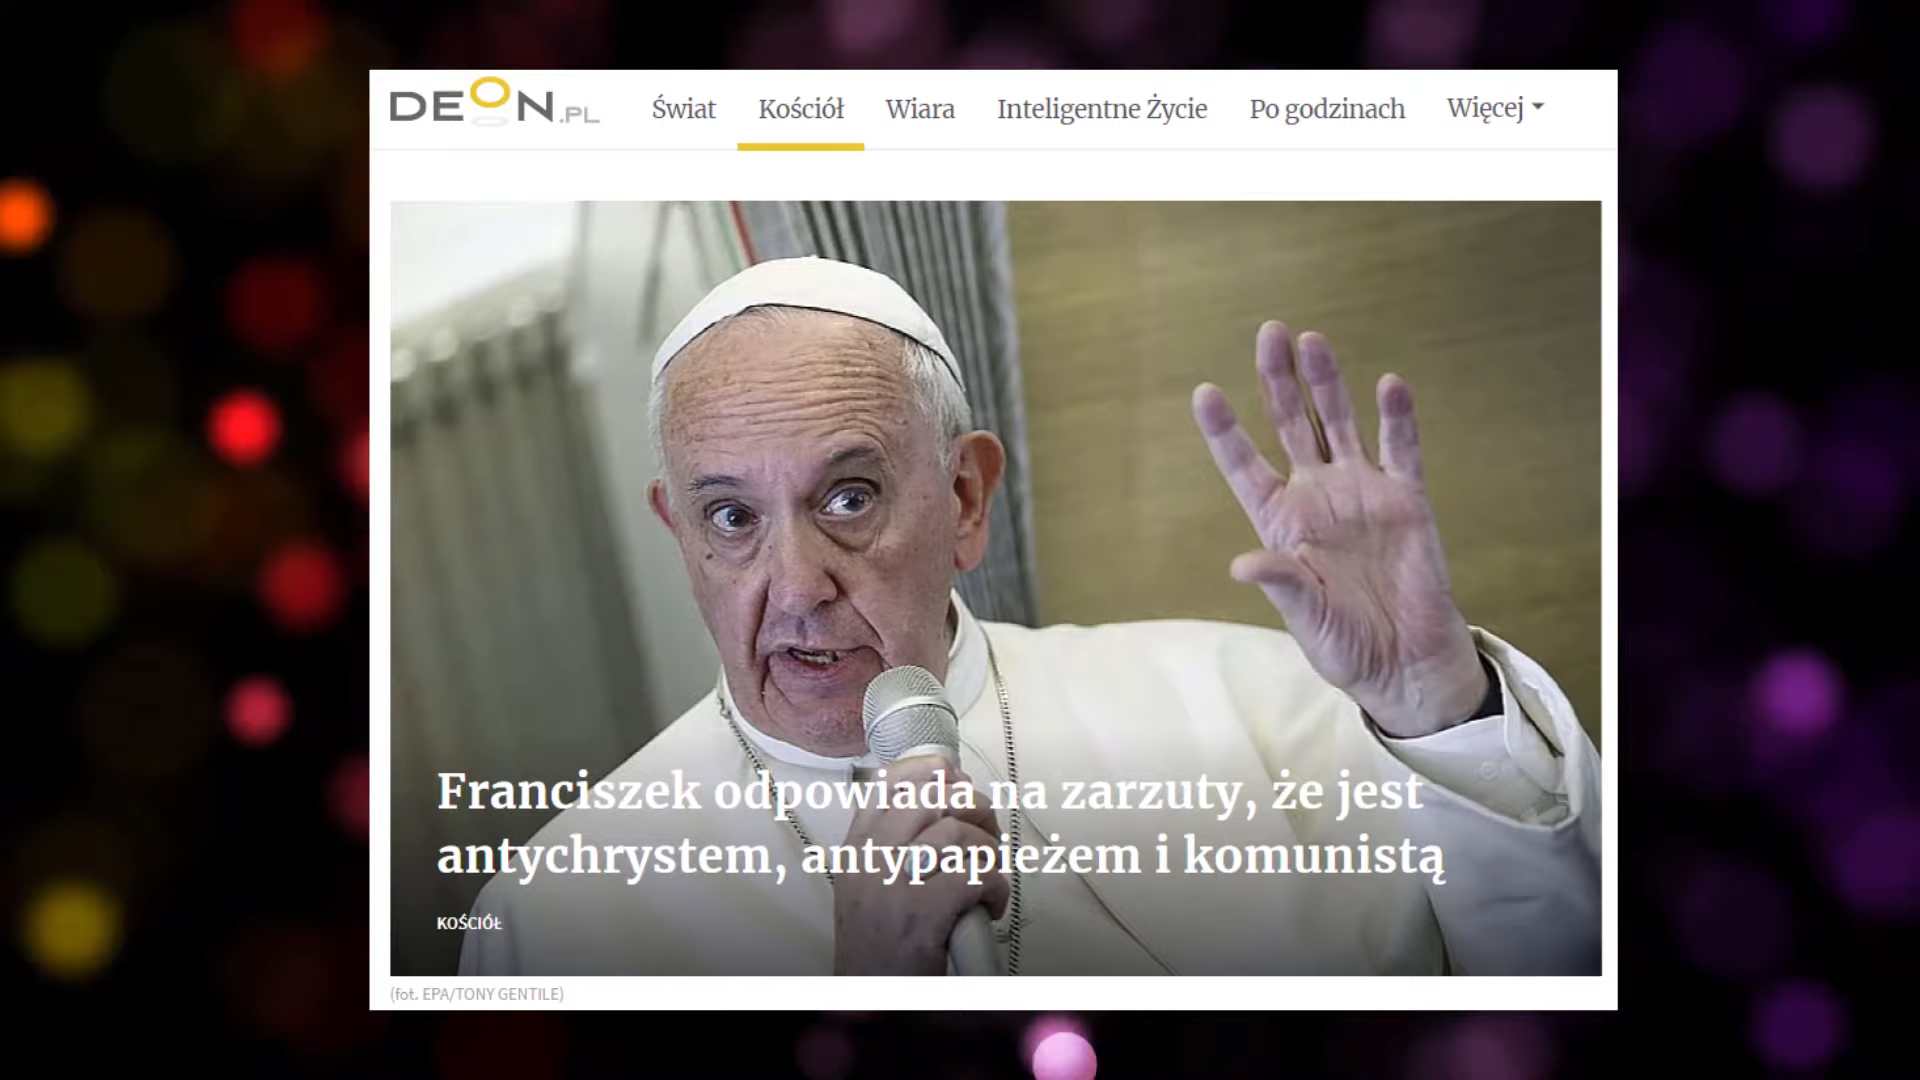 DEON.PL
Świat Kościół Wiara Inteligentne Życie Po godzinach Więcej
Franciszek odpowiada na zarzuty, że jest
antychrystem, antypapieżem i komunistą
KOŚCIÓŁ
(fot. EPA/TONY GENTILE)